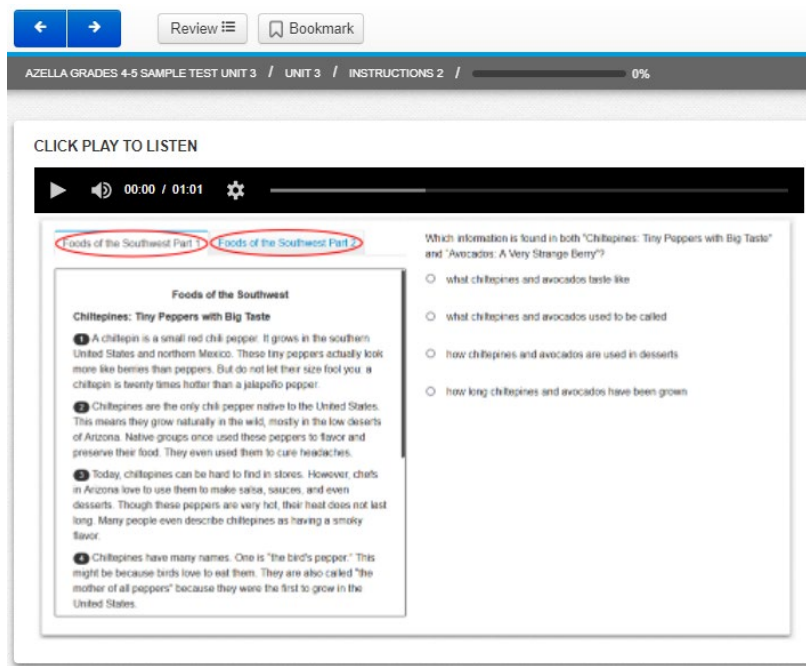 Review
Bookmark
AZELLA GRADES 4-5 SAMPLE TEST UNIT 3 / UNIT 3 / INSTRUCTIONS 2 / 0%
CLICK PLAY TO LISTEN
00:00 / 01:01
Foods of the Southwest Part 1 Foods of the Southwest Part 2
Foods of the Southwest
Chiltepines: Tiny Peppers with Big Taste
1 A chiltepin is a small red chili pepper. It grows in the southern
United States and northern Mexico. These tiny peppers actually look
more like berries than peppers. But do not let their size fool you: a
chiltepin is twenty times hotter than a jalapeño pepper.
2 Chiltepines are the only chili pepper native to the United States.
This means they grow naturally in the wild, mostly in the low deserts
of Arizona. Native groups once used these peppers to flavor and
preserve their food. They even used them to cure headaches.
3 Today, chiltepines can be hard to find in stores. However, chefs
in Arizona love to use them to make salsa, sauces, and even
desserts. Though these peppers are very hot, their heat does not last
long. Many people even describe chiltepines as having a smoky
flavor.
4 Chiltepines have many names. One is "the bird's pepper." This
might be because birds love to eat them. They are also called "the
mother of all peppers" because they were the first to grow in the
United States.
Which information is found in both "Chiltepines: Tiny Peppers with Big Taste"
and "Avocados: A Very Strange Berry"?
what chiltepines and avocados taste like
what chiltepines and avocados used to be called
how chiltepines and avocados are used in desserts
how long chiltepines and avocados have been grown